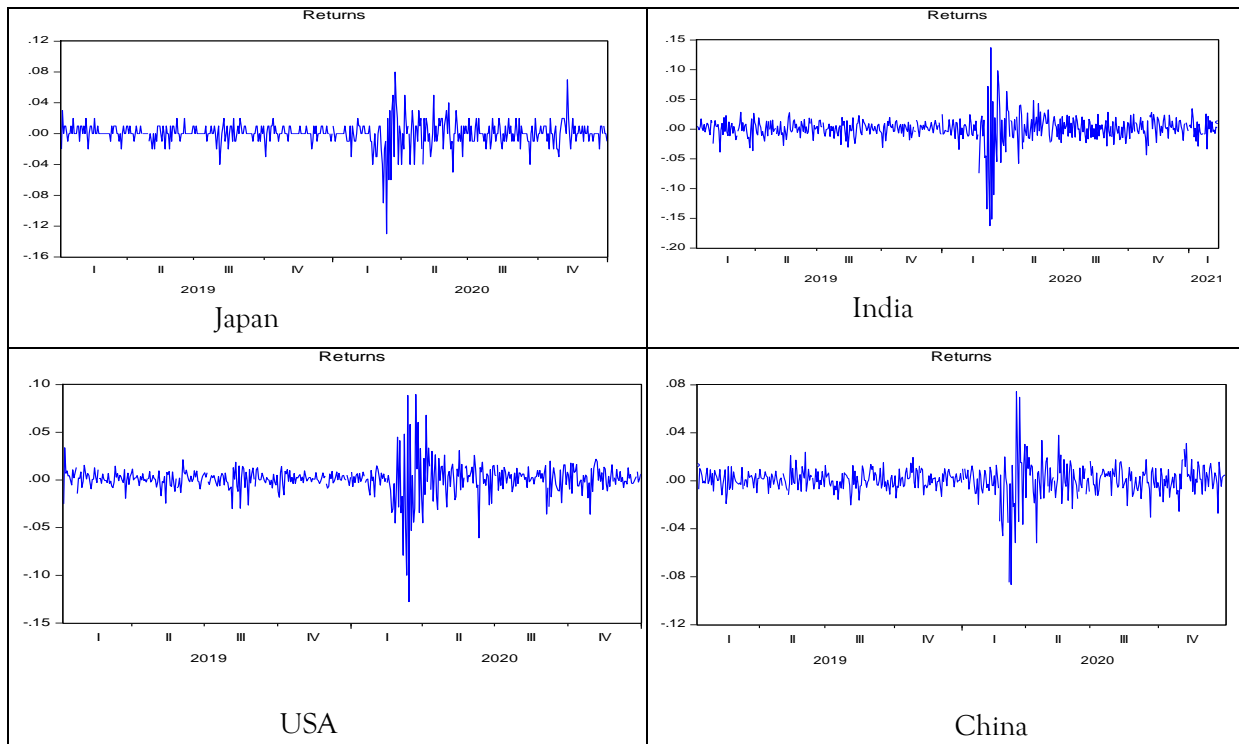 Returns
.12
.08
.04
.00
-.04
-.08
-.12
-.16
I II III IV I II III IV
2019 2020
Japan
Returns
.15
.10
.05
.00
-.05
-.10
-.15
-.20
I II III IV I II III IV I
2019 2020 2021
India
Returns
.10
.05
.00
-.05
-.10
-.15
I II III IV I II III IV
2019 2020
USA
Returns
.08
.04
.00
-.04
-.08
-.12
I II III IV I II III IV
2019 2020
China